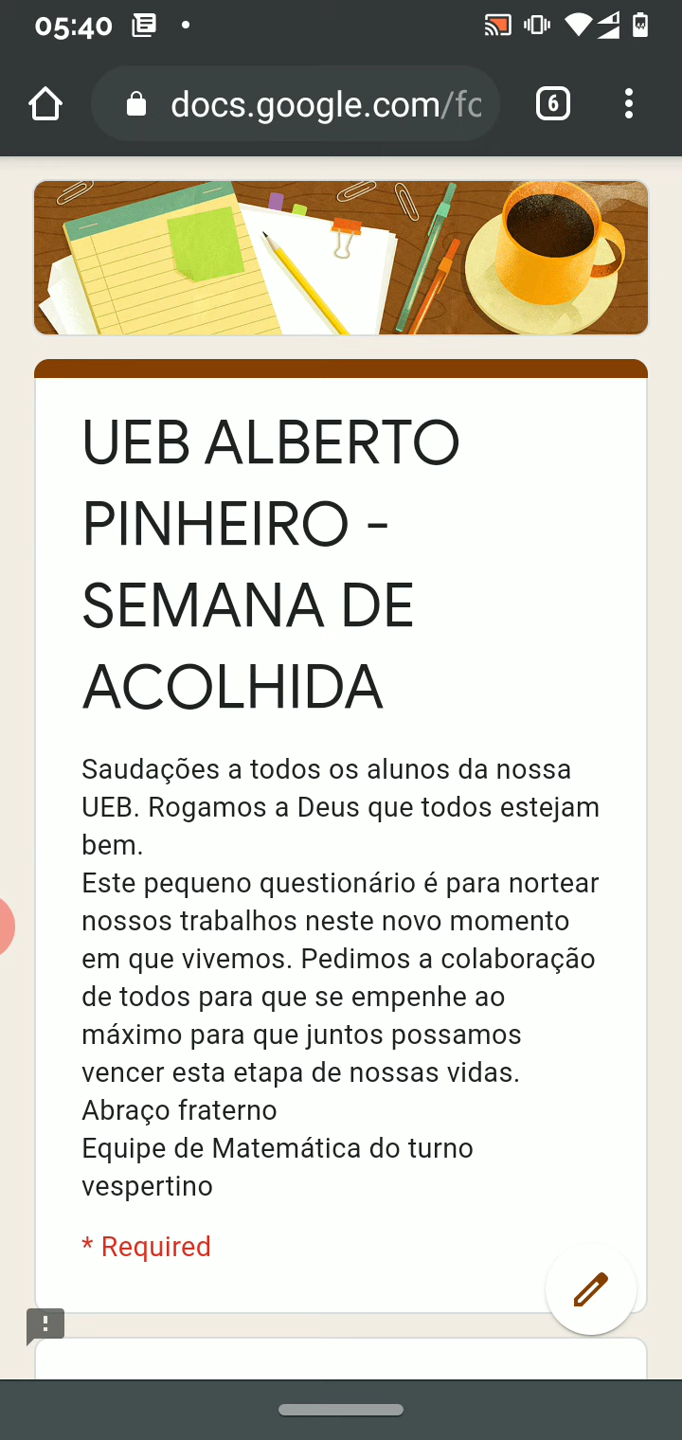 05:40
docs.google.com/fo
6
UEB ALBERTO
PINHEIRO -
SEMANA DE
ACOLHIDA
Saudações a todos os alunos da nossa
UEB. Rogamos a Deus que todos estejam
bem.
Este pequeno questionário é para nortear
nossos trabalhos neste novo momento
em que vivemos. Pedimos a colaboração
de todos para que se empenhe ao
máximo para que juntos possamos
vencer esta etapa de nossas vidas.
Abraço fraterno
Equipe de Matemática do turno
vespertino
* Required